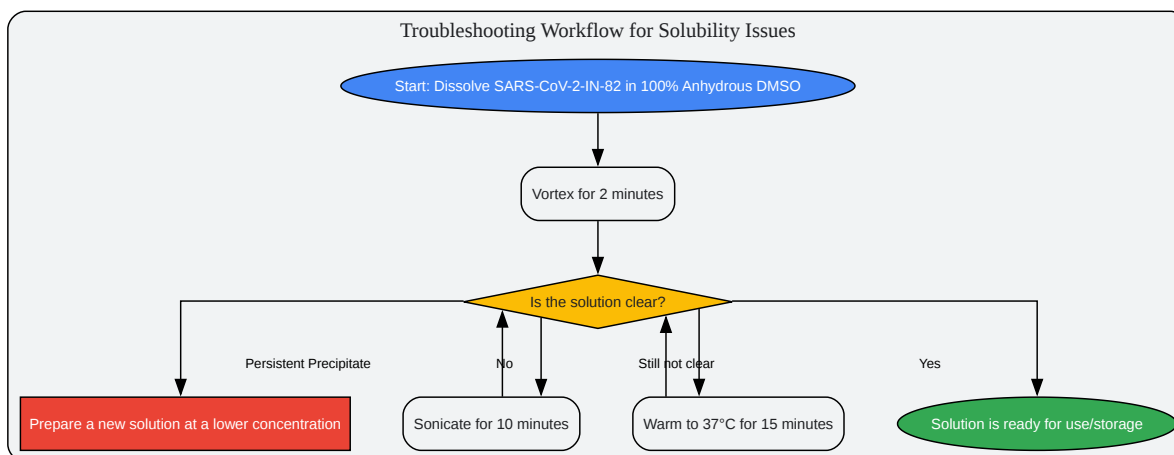 Troubleshooting Workflow for Solubility Issues
Start: Dissolve SARS-CoV-2-IN-82 in 100% Anhydrous DMSO
Vortex for 2 minutes
Is the solution clear?
Persistent Precipitate
No
Still not clear
Yes
Prepare a new solution at a lower concentration
Sonicate for 10 minutes
Warm to 37°C for 15 minutes
Solution is ready for use/storage